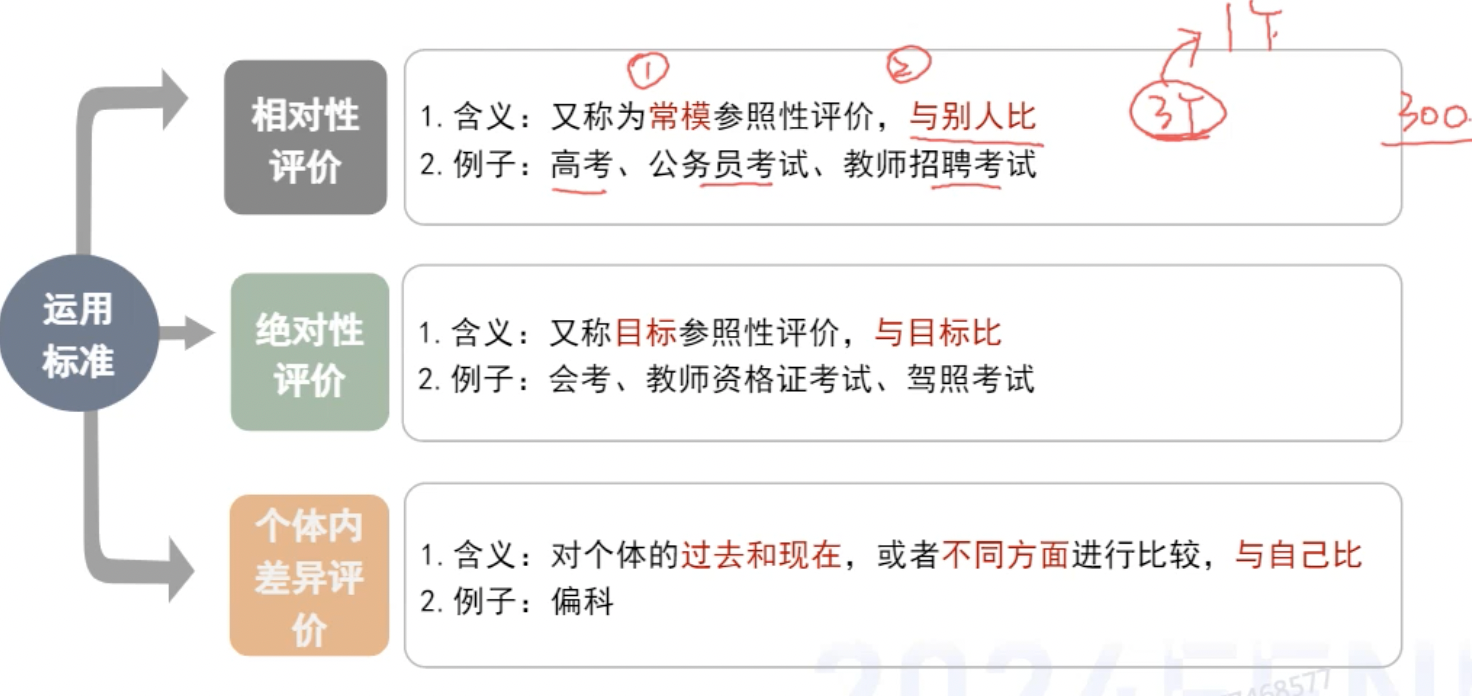 相对性
评价
① ②
1. 含义：又称为常模参照性评价，与别人比
2. 例子：高考、公务员考试、教师招聘考试
300
运用
标准
绝对性
评价
1. 含义：又称目标参照性评价，与目标比
2. 例子：会考、教师资格证考试、驾照考试
个体内
差异评
价
1. 含义：对个体的过去和现在，或者不同方面进行比较，与自己比
2. 例子：偏科